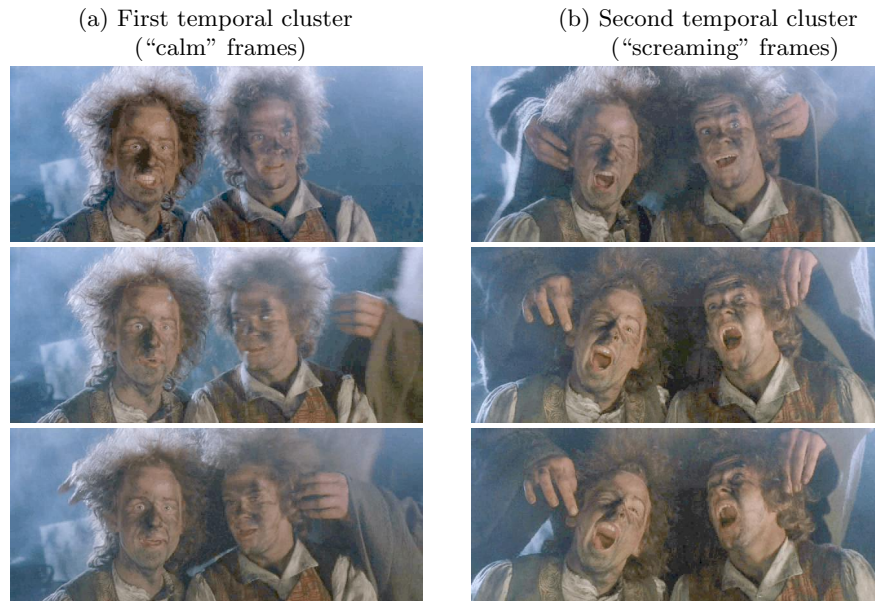 (a) First temporal cluster
(“calm” frames)
(b) Second temporal cluster
(“screaming” frames)